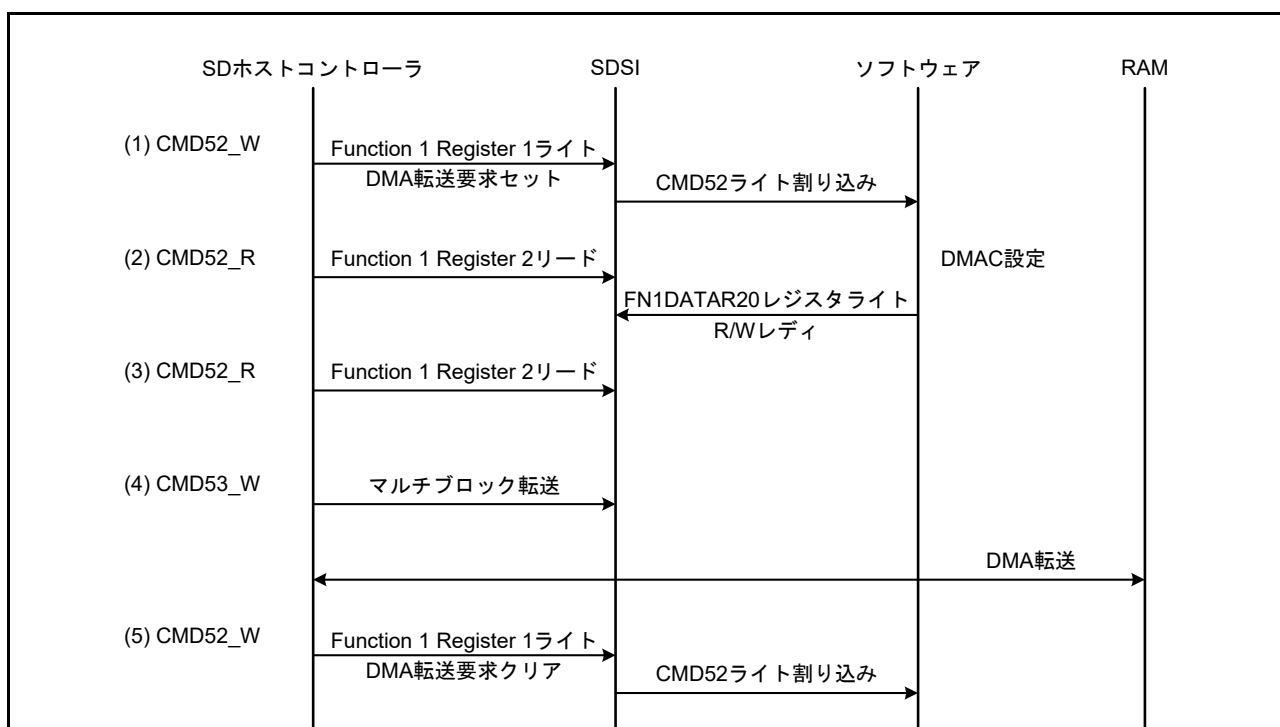 SDホストコントローラ SDSI ソフトウェア RAM
(1) CMD52_W
Function 1 Register 1ライト
DMA転送要求セット
CMD52ライト割り込み
(2) CMD52_R
Function 1 Register 2リード
DMAC設定
FN1DATAR20レジスタライト
R/Wレディ
(3) CMD52_R
Function 1 Register 2リード
(4) CMD53_W
マルチブロック転送
DMA転送
(5) CMD52_W
Function 1 Register 1ライト
DMA転送要求クリア
CMD52ライト割り込み